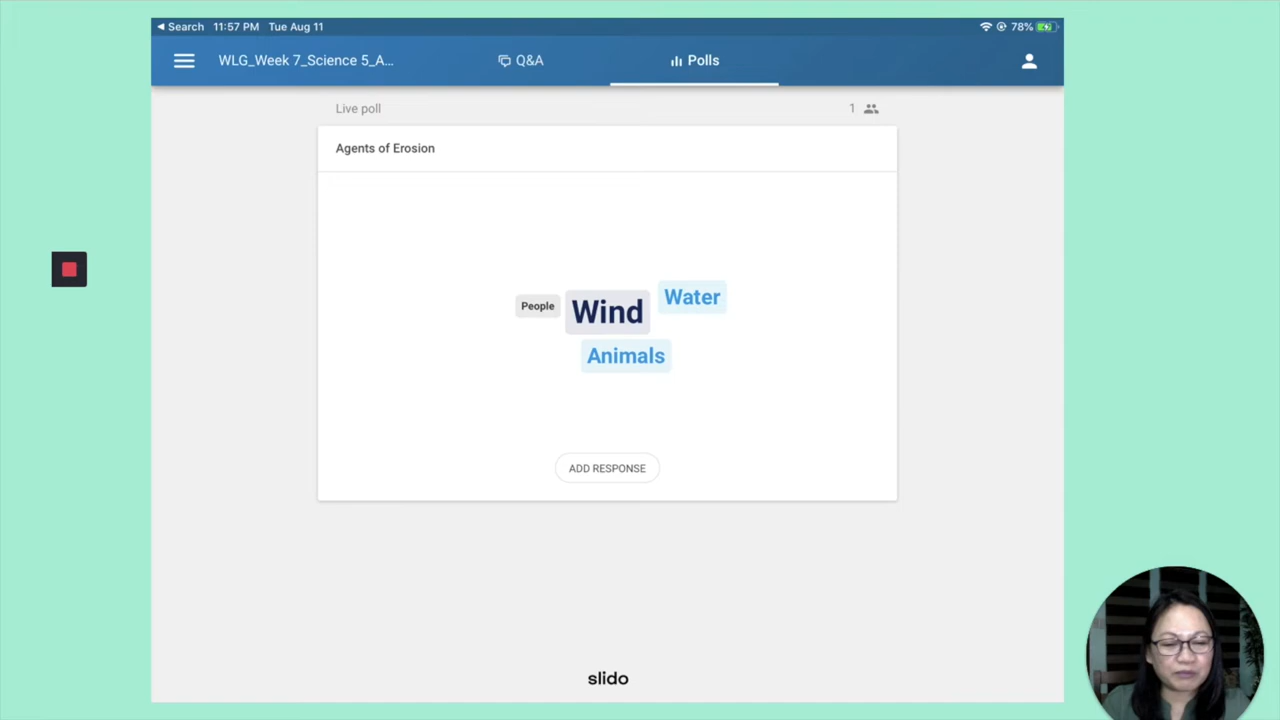 Search 11:57 PM Tue Aug 11 78%
WLG_Week 7_Science 5_A... Q&A Polls
Live poll 1
Agents of Erosion
People Wind Water
Animals
ADD RESPONSE
slido